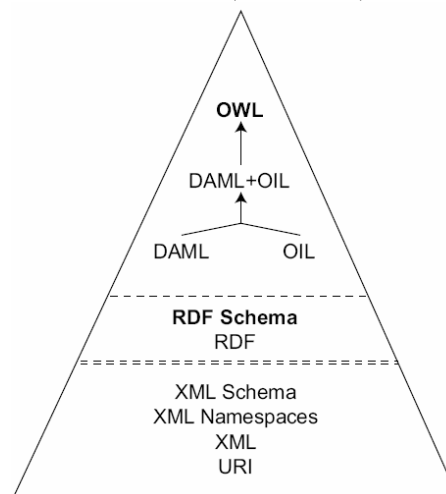 OWL
DAML+OIL
DAML OIL
RDF Schema
RDF
XML Schema
XML Namespaces
XML
URI